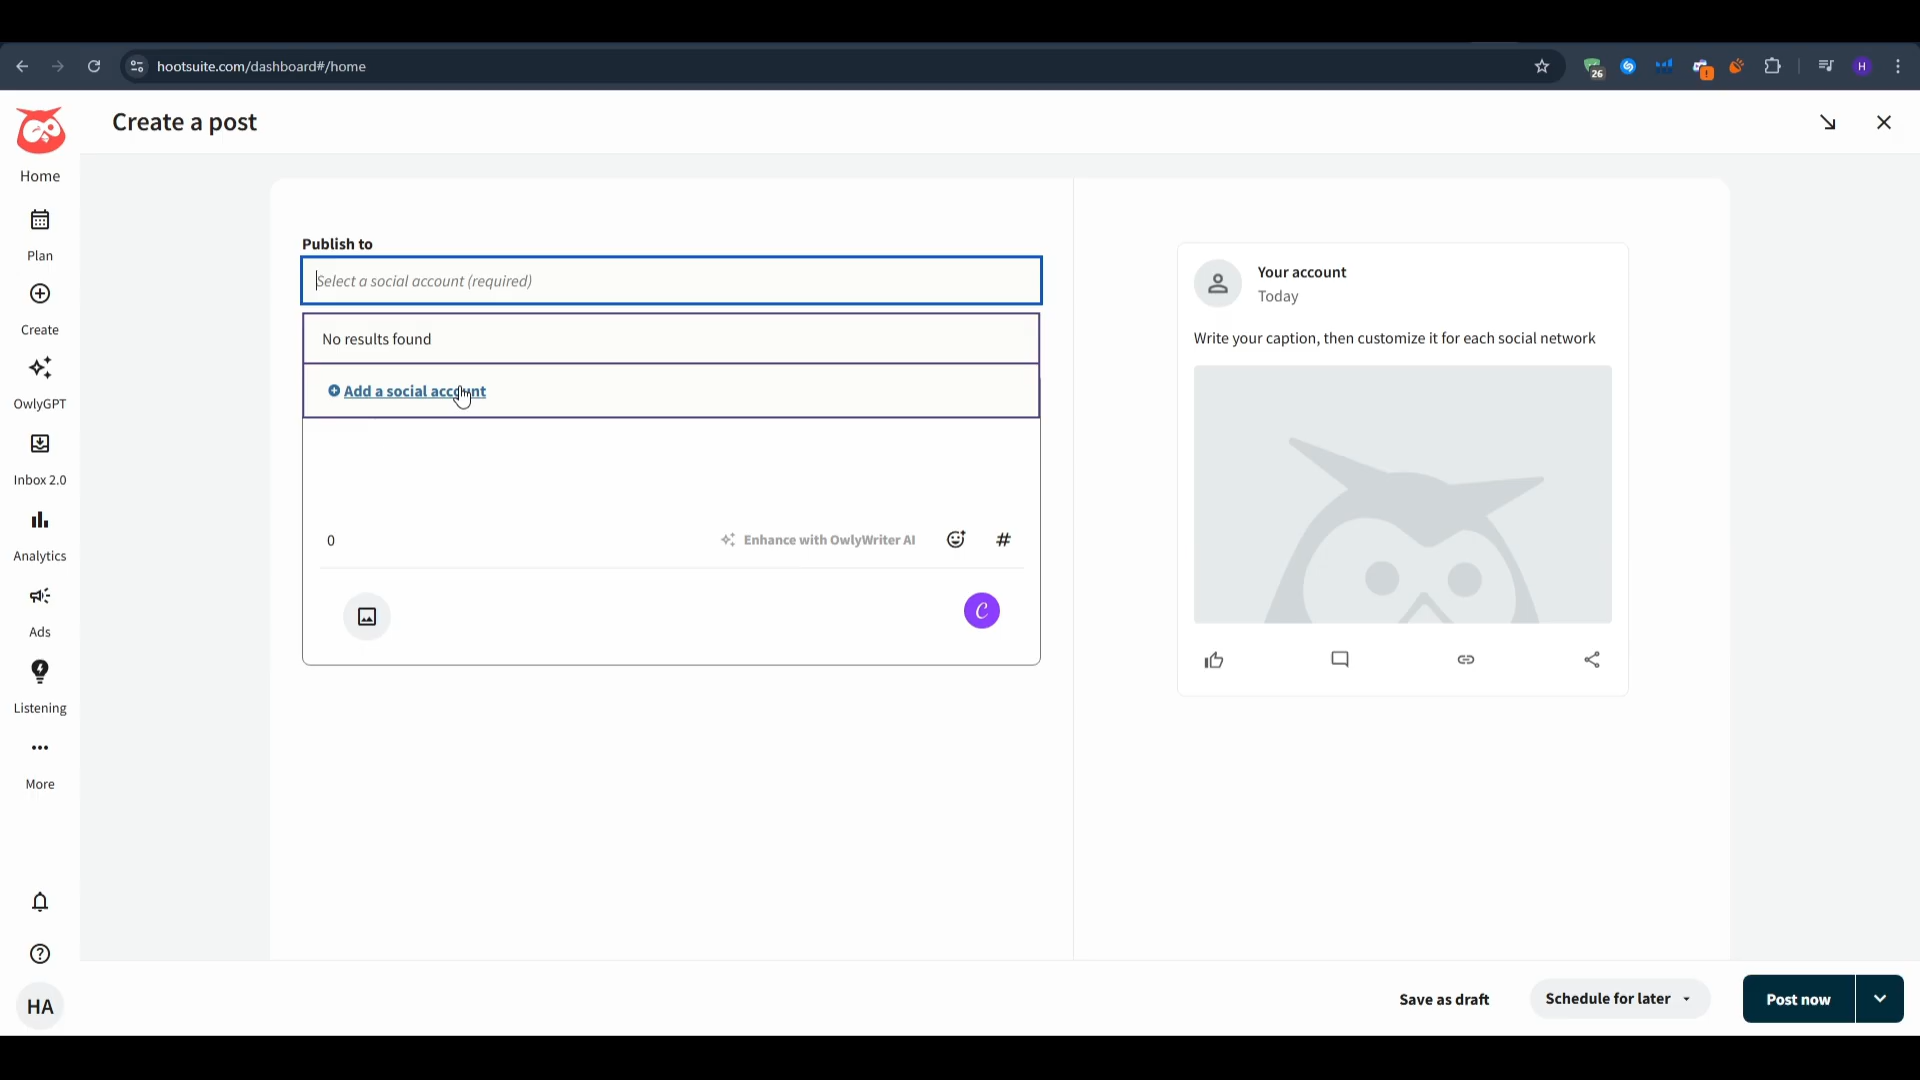 hootsuite.com/dashboard#/home
26
!
H
Create a post
Home
Plan
Create
OwlyGPT
Inbox 2.0
Analytics
Ads
Listening
More
HA
Publish to
Select a social account (required)
No results found
Add a social account
0
Enhance with OwlyWriter AI
#
C
Your account
Today
Write your caption, then customize it for each social network
Save as draft
Schedule for later
Post now